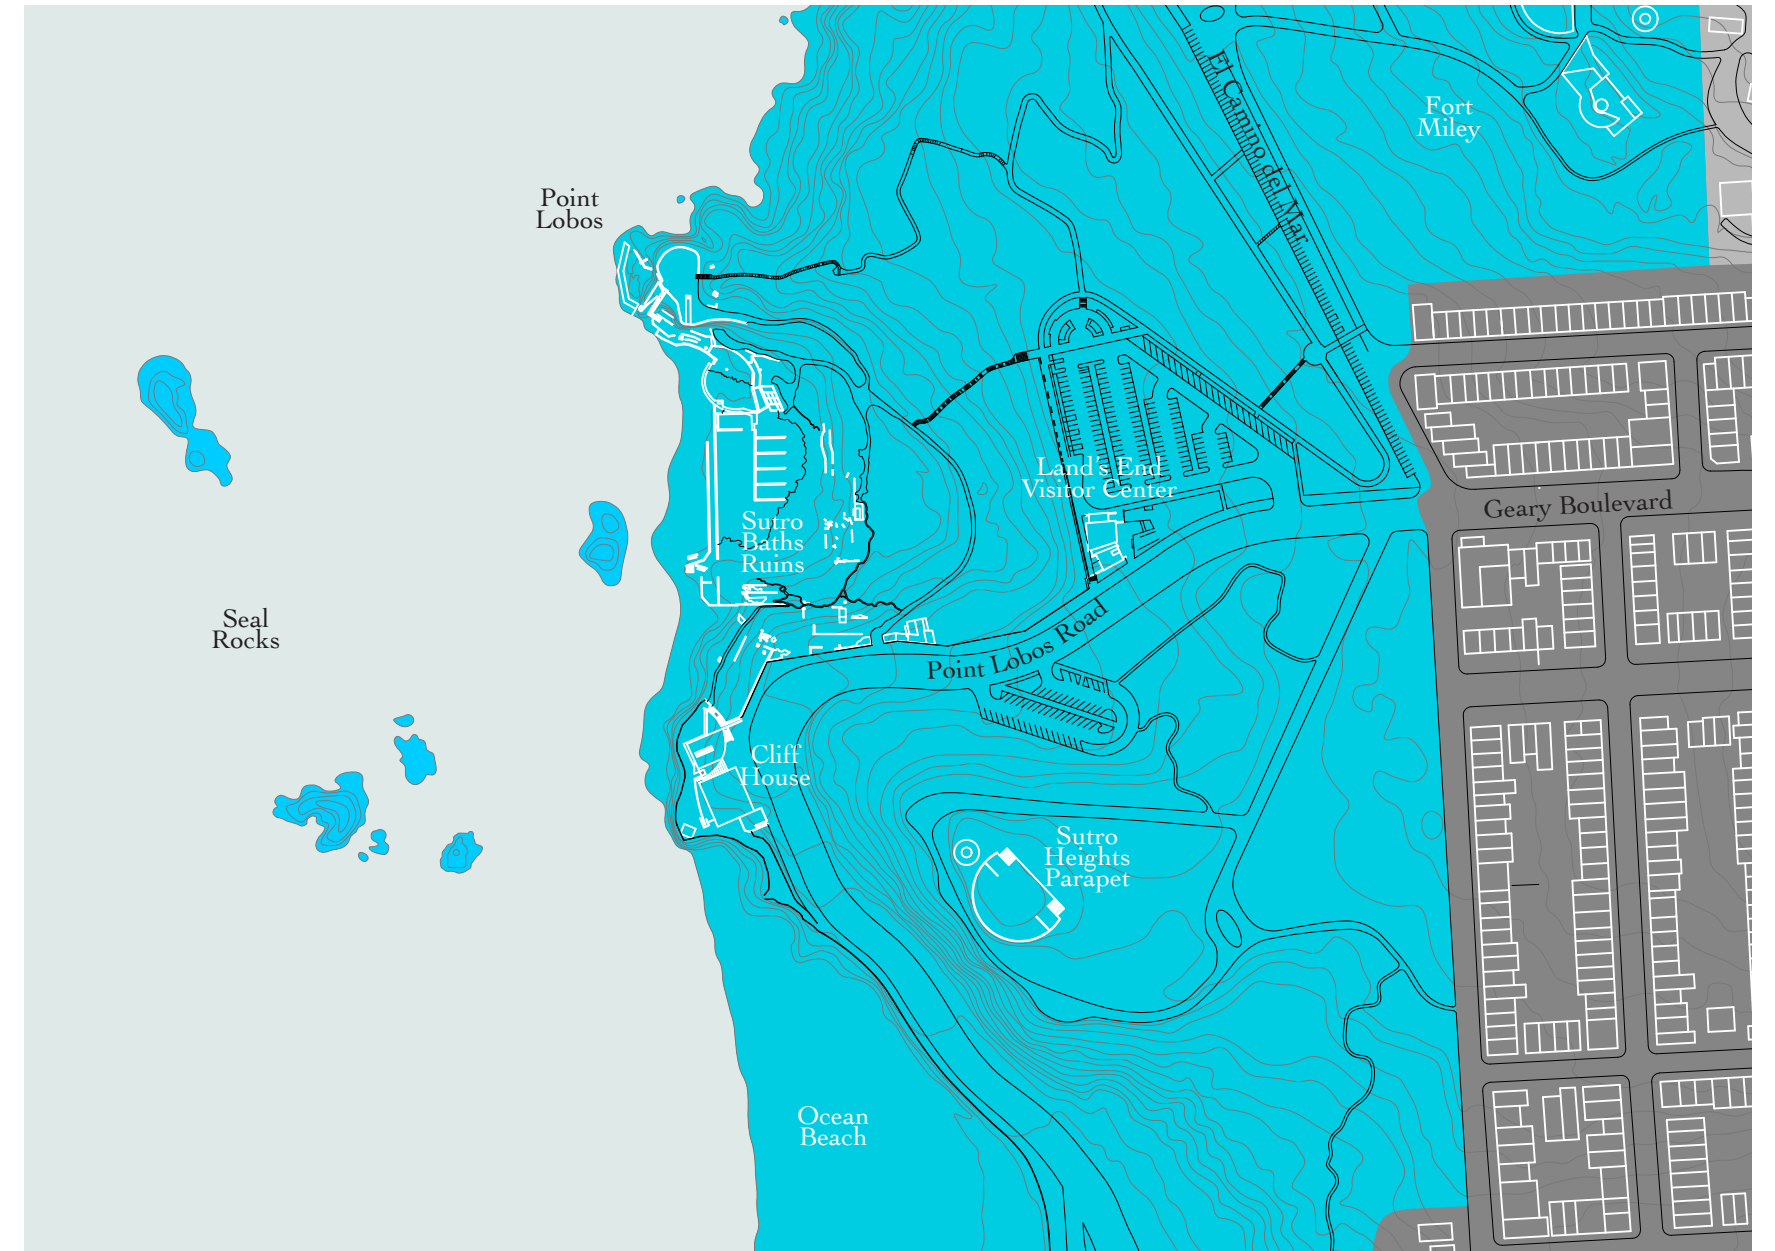 El Camino del Mar
Fort
Miley
Point
Lobos
Land's End
Visitor Center
Geary Boulevard
Sutro
Baths
Ruins
Seal
Rocks
Point Lobos Road
Cliff
House
Sutro
Heights
Parapet
Ocean
Beach